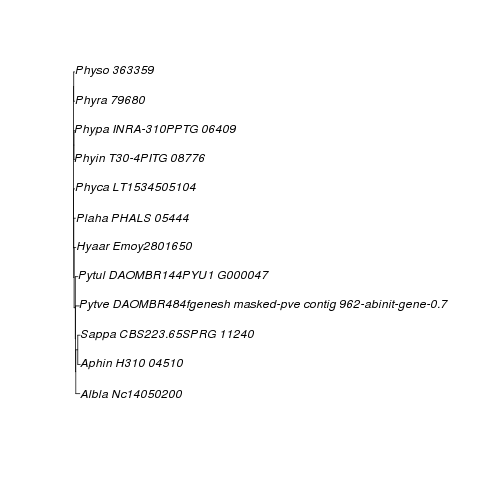 Physo 363359
Phyra 79680
Phypa INRA-310PPTG 06409
Phyin T30-4PITG 08776
Phyca LT1534505104
Plaha PHALS 05444
Hyaar Emoy2801650
Pytul DAOMBR144PYU1 G000047
Pytve DAOMBR484fgenesh masked-pve contig 962-abinit-gene-0.7
Sappa CBS223.65SPRG 11240
Aphin H310 04510
Albla Nc14050200